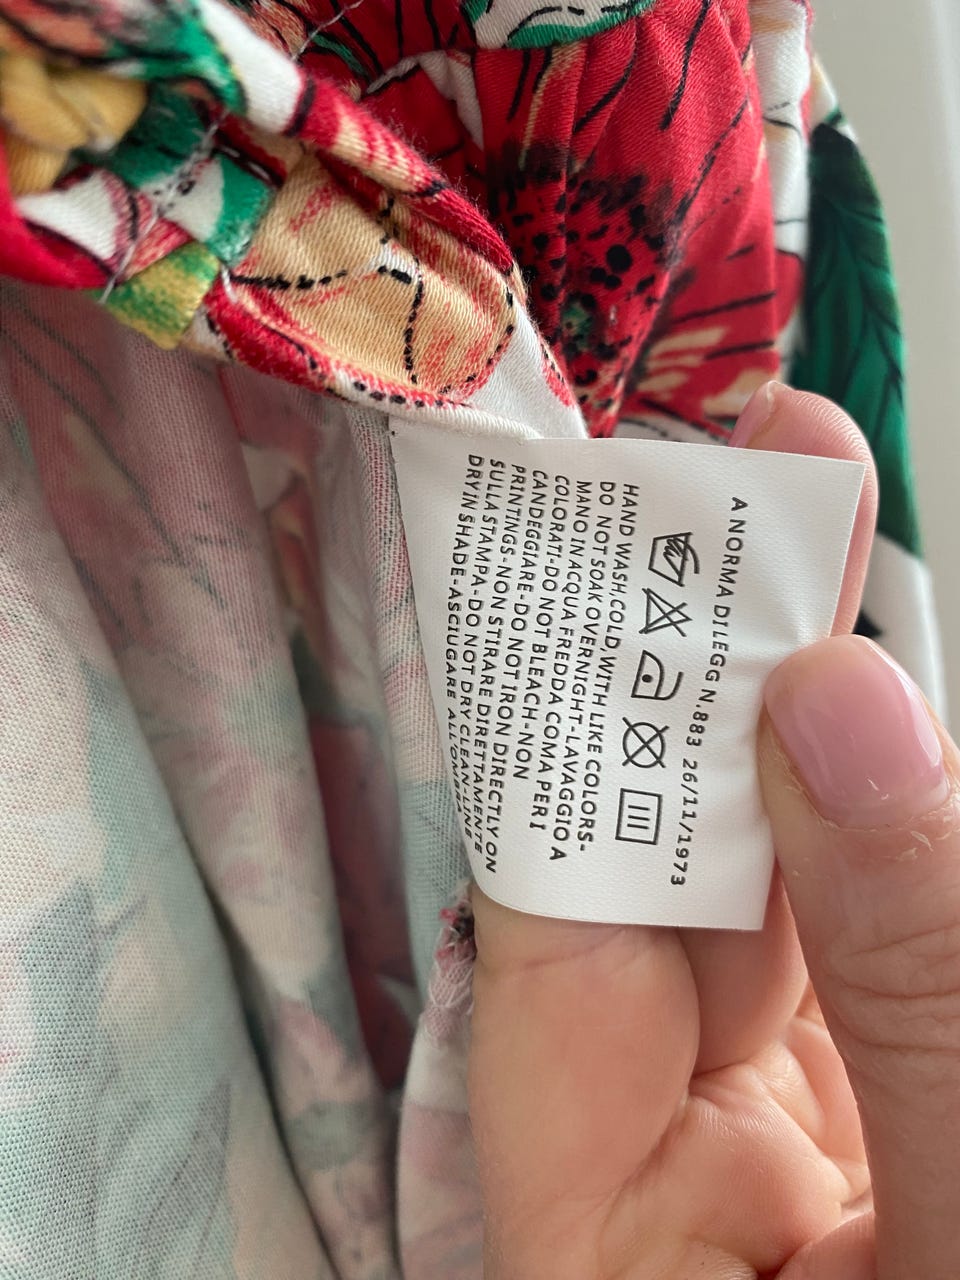 A NORMA DI LEGG N.883 26/11/1973
HAND WASH,COLD,WITH LIKE COLORS-
DO NOT SOAK OVERNIGHT-LAVAGGIO A
MANO IN ACQUA FREDDA COMA PER I
COLORATI-DO NOT BLEACH-NON
CANDEGGIARE-DO NOT IRON DIRECTLY ON
PRINTINGS-NON STIRARE DIRETTAMENTE
SULLA STAMPA-DO NOT DRY CLEAN-LINE
DRY IN SHADE-ASCIUGARE ALL'OMBRA